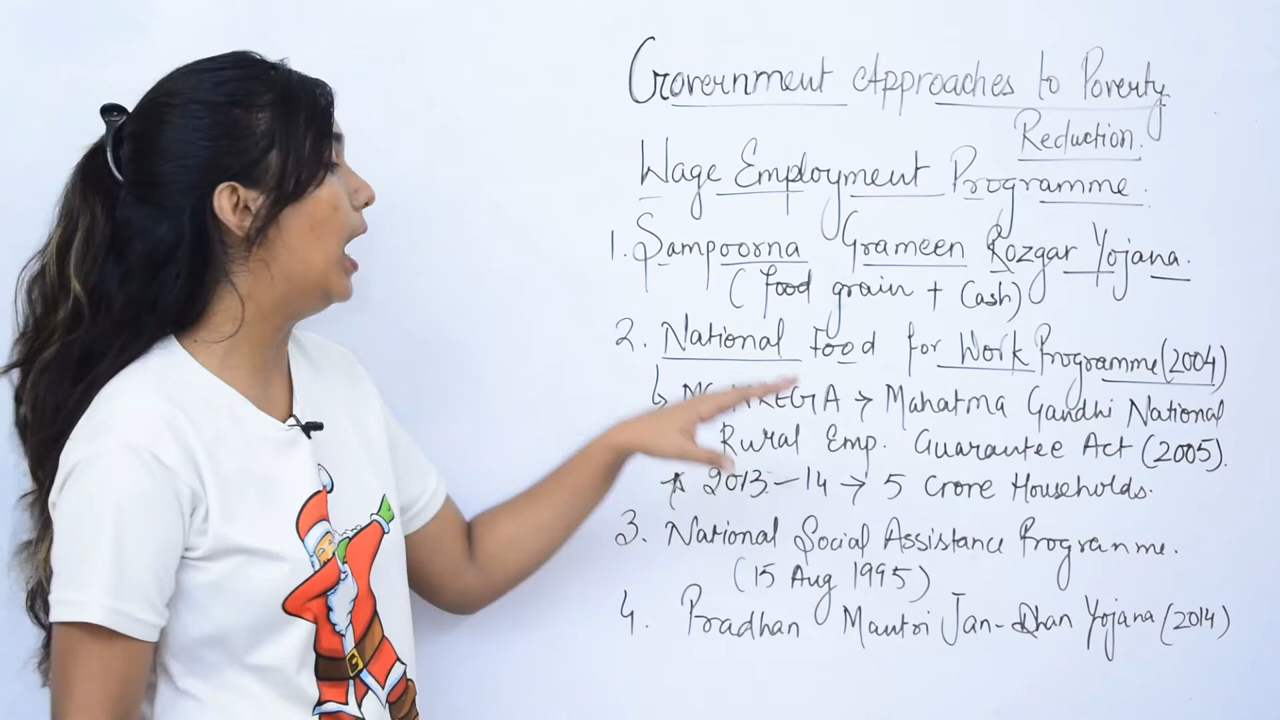 Government Approaches to Poverty
Reduction.
Wage Employment Programme.
1. Sampoorna Grameen Rozgar Yojana.
(food grain + Cash)
2. National Food for Work Programme (2004)
↳ → Mahatma Gandhi National
Rural Emp. Guarantee Act (2005).
* 2013-14 → 5 Crore Households.
3. National Social Assistance Programme.
(15 Aug 1995)
4. Pradhan Mantri Jan-Dhan Yojana (2014)